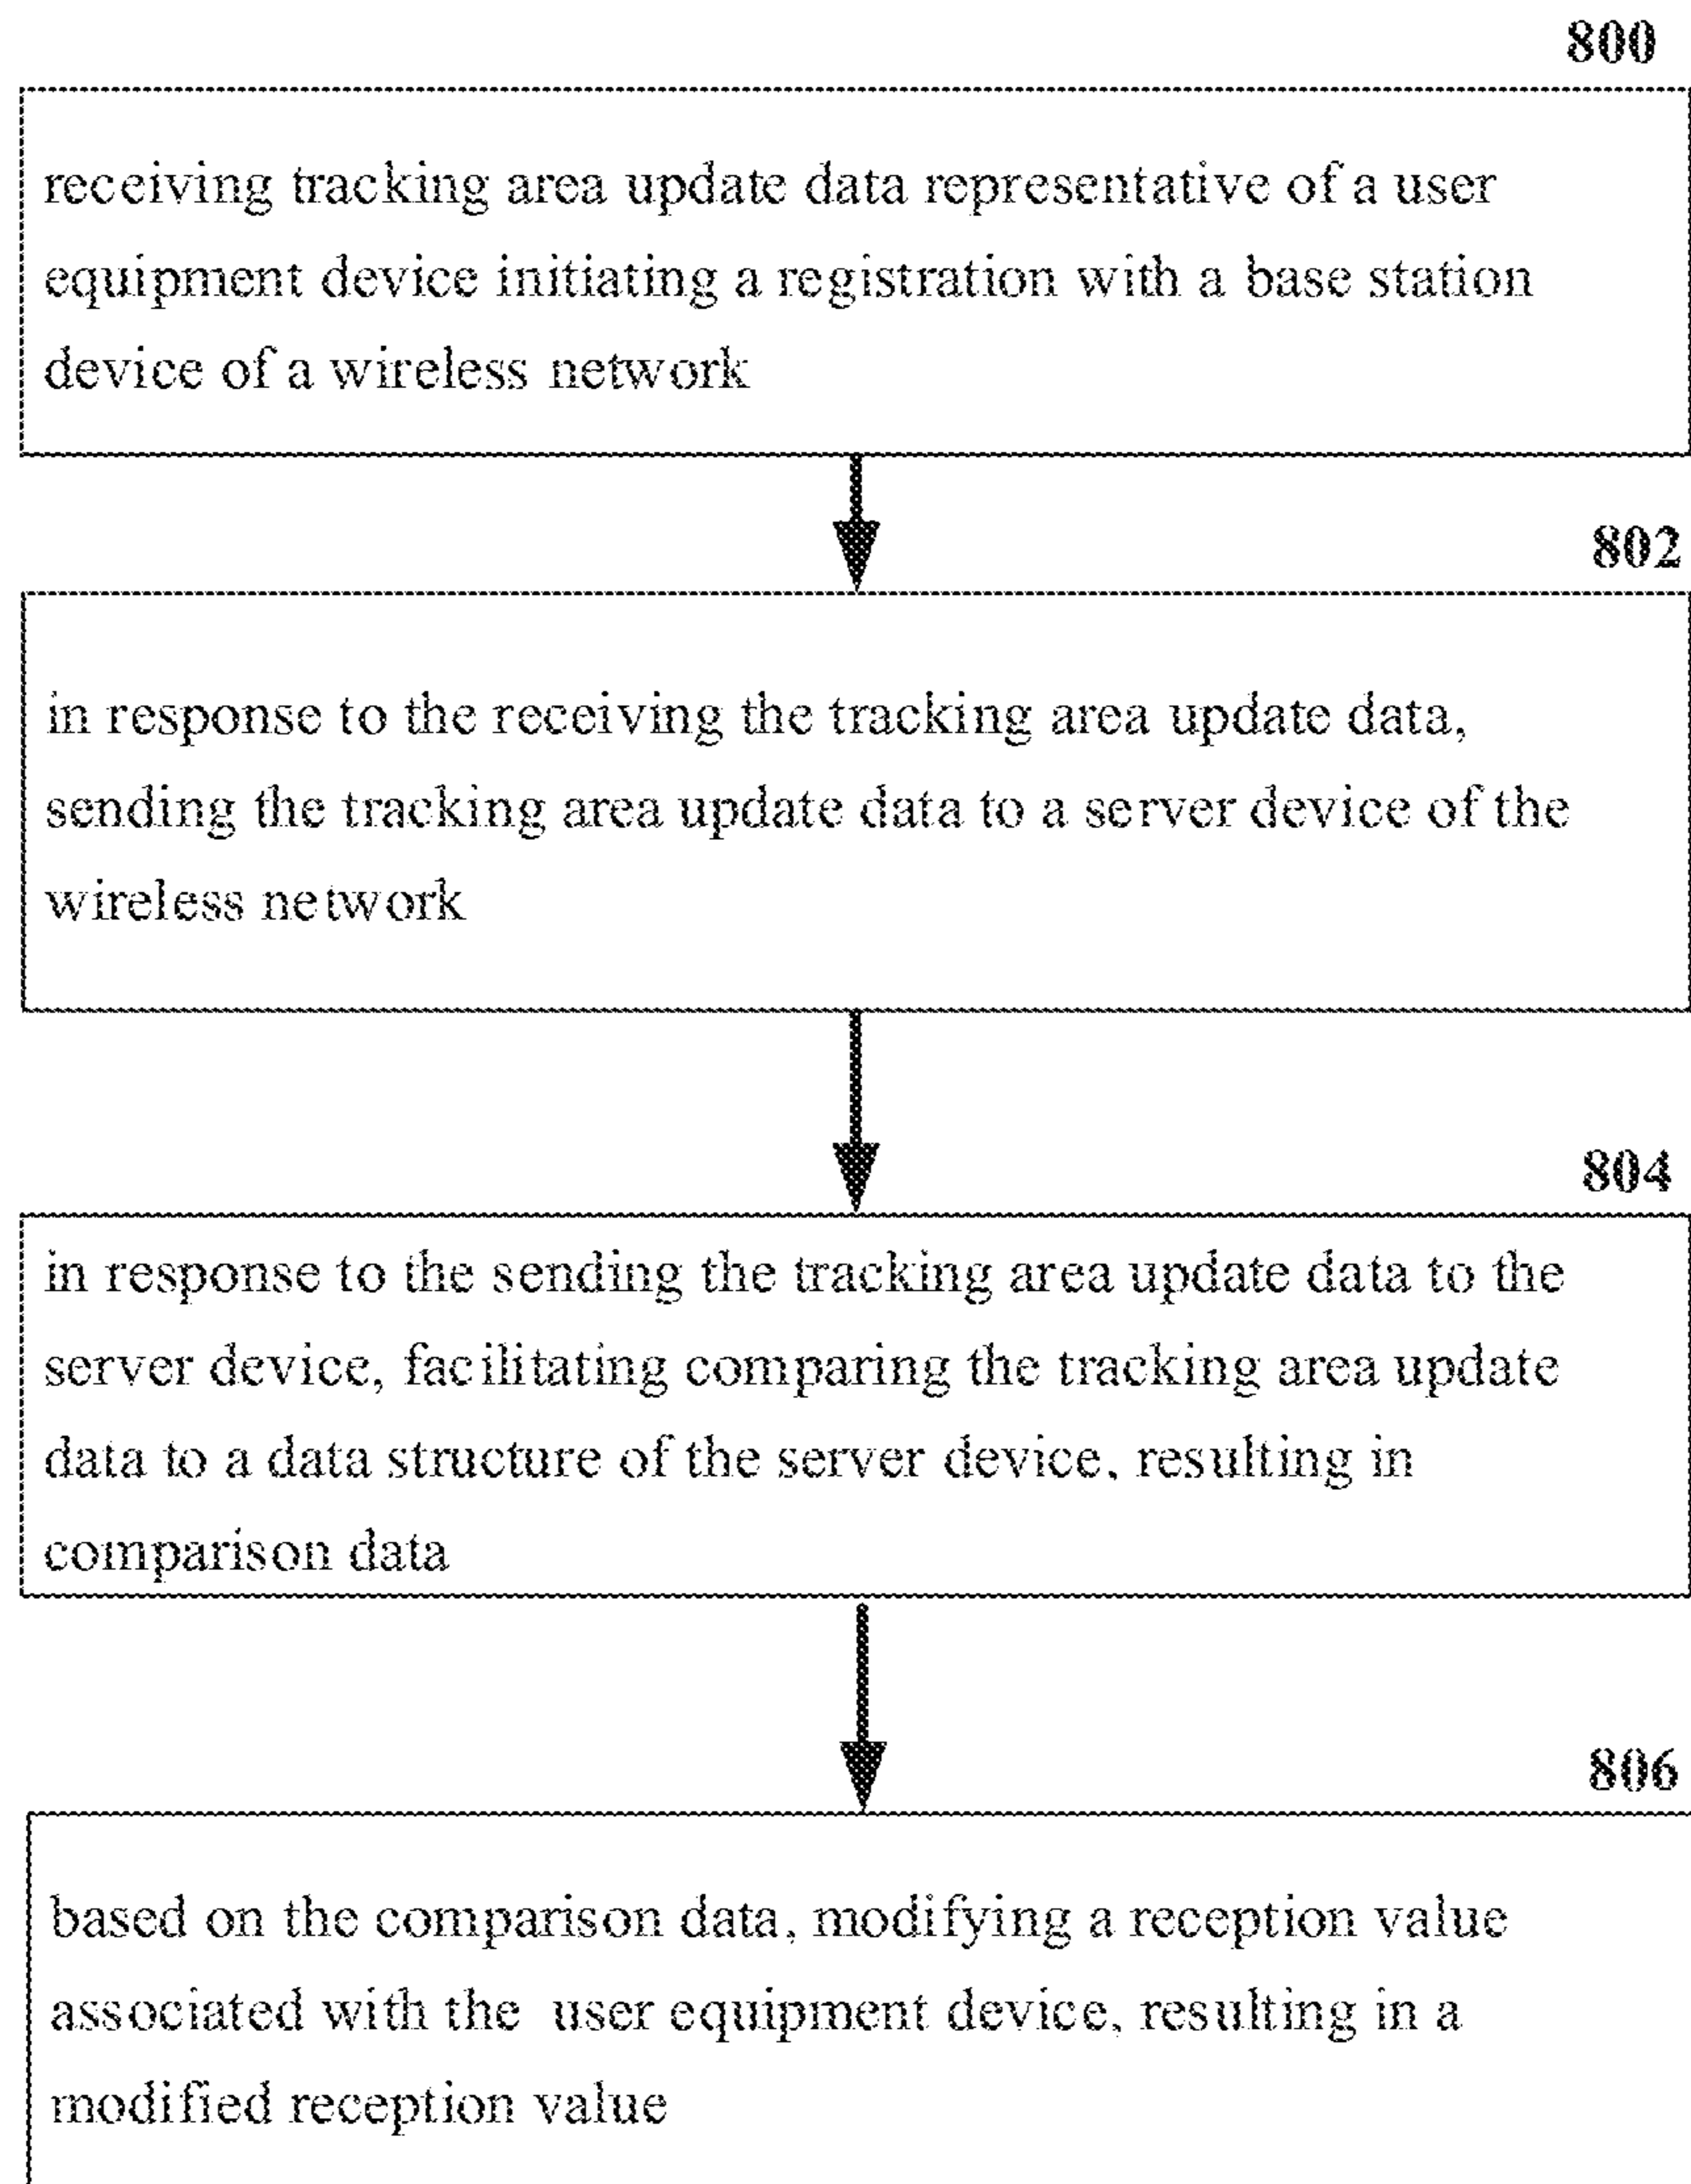 800
receiving tracking area update data representative of a user
equipment device initiating a registration with a base station
device of a wireless network
802
in response to the receiving the tracking area update data,
sending the tracking area update data to a server device of the
wireless network
804
in response to the sending the tracking area update data to the
server device, facilitating comparing the tracking area update
data to a data structure of the server device, resulting in
comparison data
806
based on the comparison data, modifying a reception value
associated with the user equipment device, resulting in a
modified reception value